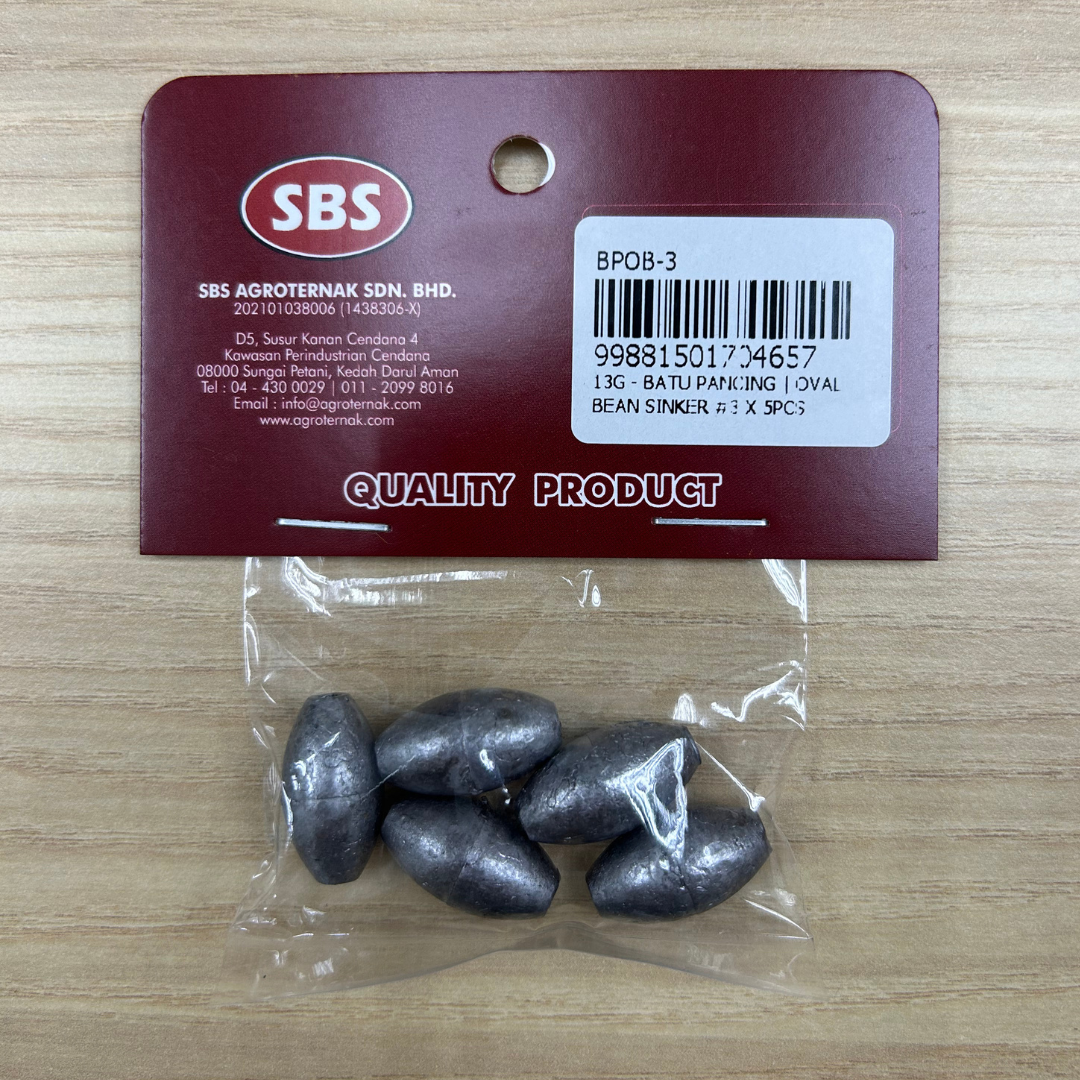 SBS
SBS AGROTERNAK SDN. BHD.
202101038006 (1438306-X)
D5, Susur Kanan Cendana 4
Kawasan Perindustrian Cendana
08000 Sungai Petani, Kedah Darul Aman
Tel : 04 - 430 0029 | 011 - 2099 8016
Email : info@agroternak.com
www.agroternak.com
BPOB-3
99881501704657
13G - BATU PANCING | OVAL
BEAN SINKER #3 X 5PCS
QUALITY PRODUCT